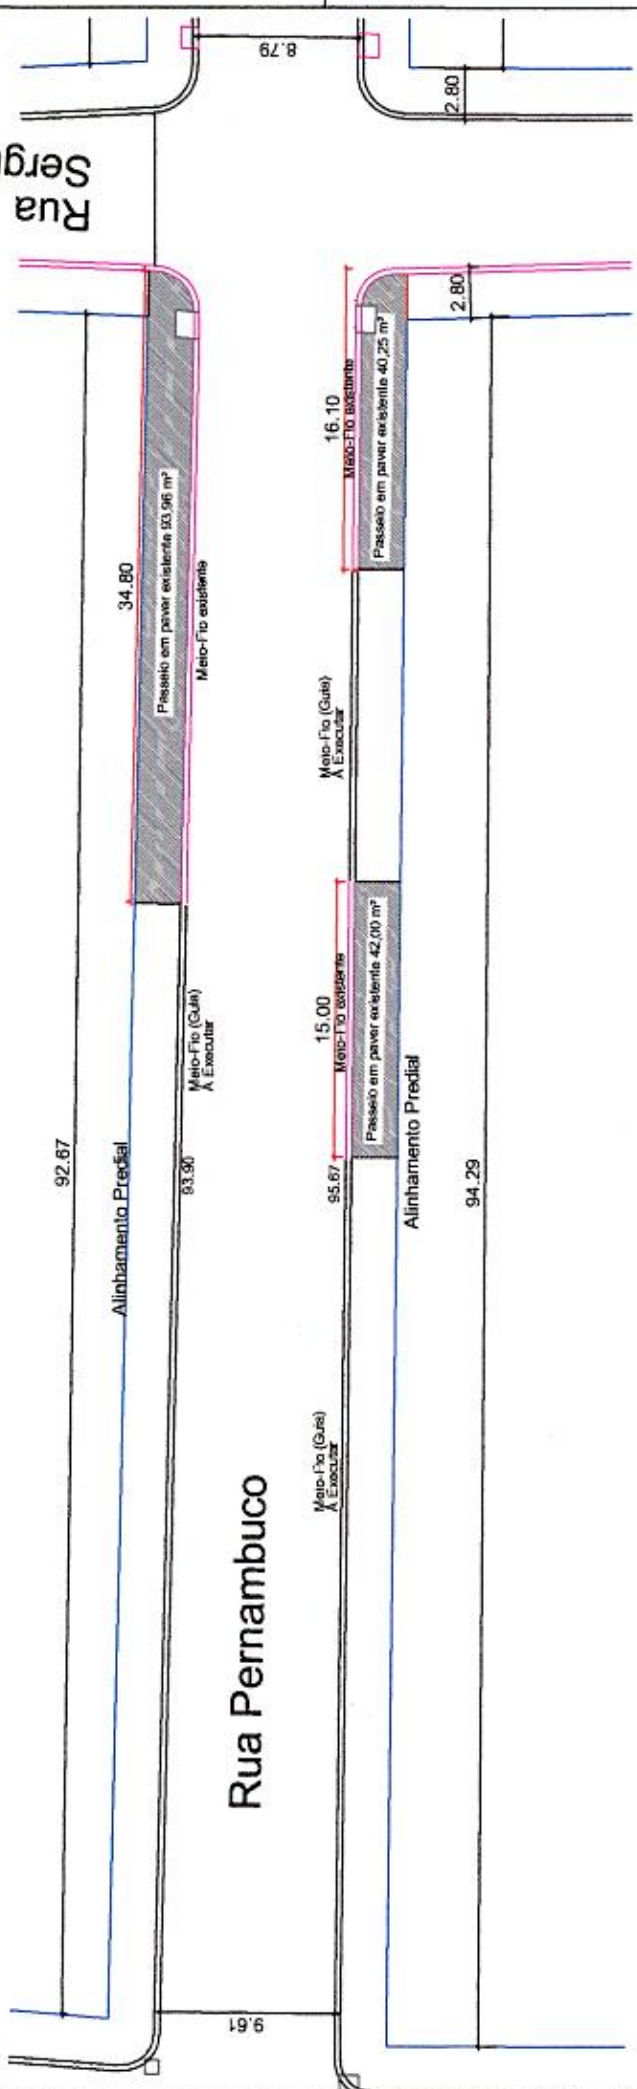 8.79
2.80
Rua
Serg
2.80
16.10
Meio-Fio existente
Passeio em paver existente 40,25 m²
34.80
Passeio em paver existente 93,96 m²
Meio-Fio existente
Meio-Fio (Guia)
À Executar
15.00
Meio-Fio existente
Passeio em paver existente 42,00 m²
Meio-Fio (Guia)
À Executar
92.67
Alinhamento Predial
93.90
95.67
Alinhamento Predial
94.29
Meio-Fio (Guia)
À Executar
Rua Pernambuco
9.61